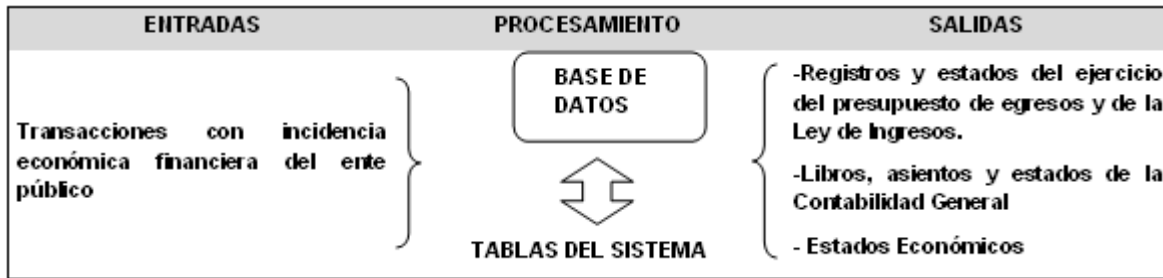 ENTRADAS
PROCESAMIENTO
SALIDAS
Transacciones con incidencia
económica financiera del ente
público
BASE DE
DATOS
TABLAS DEL SISTEMA
-Registros y estados del ejercicio
del presupuesto de egresos y de la
Ley de Ingresos.
-Libros, asientos y estados de la
Contabilidad General
- Estados Económicos